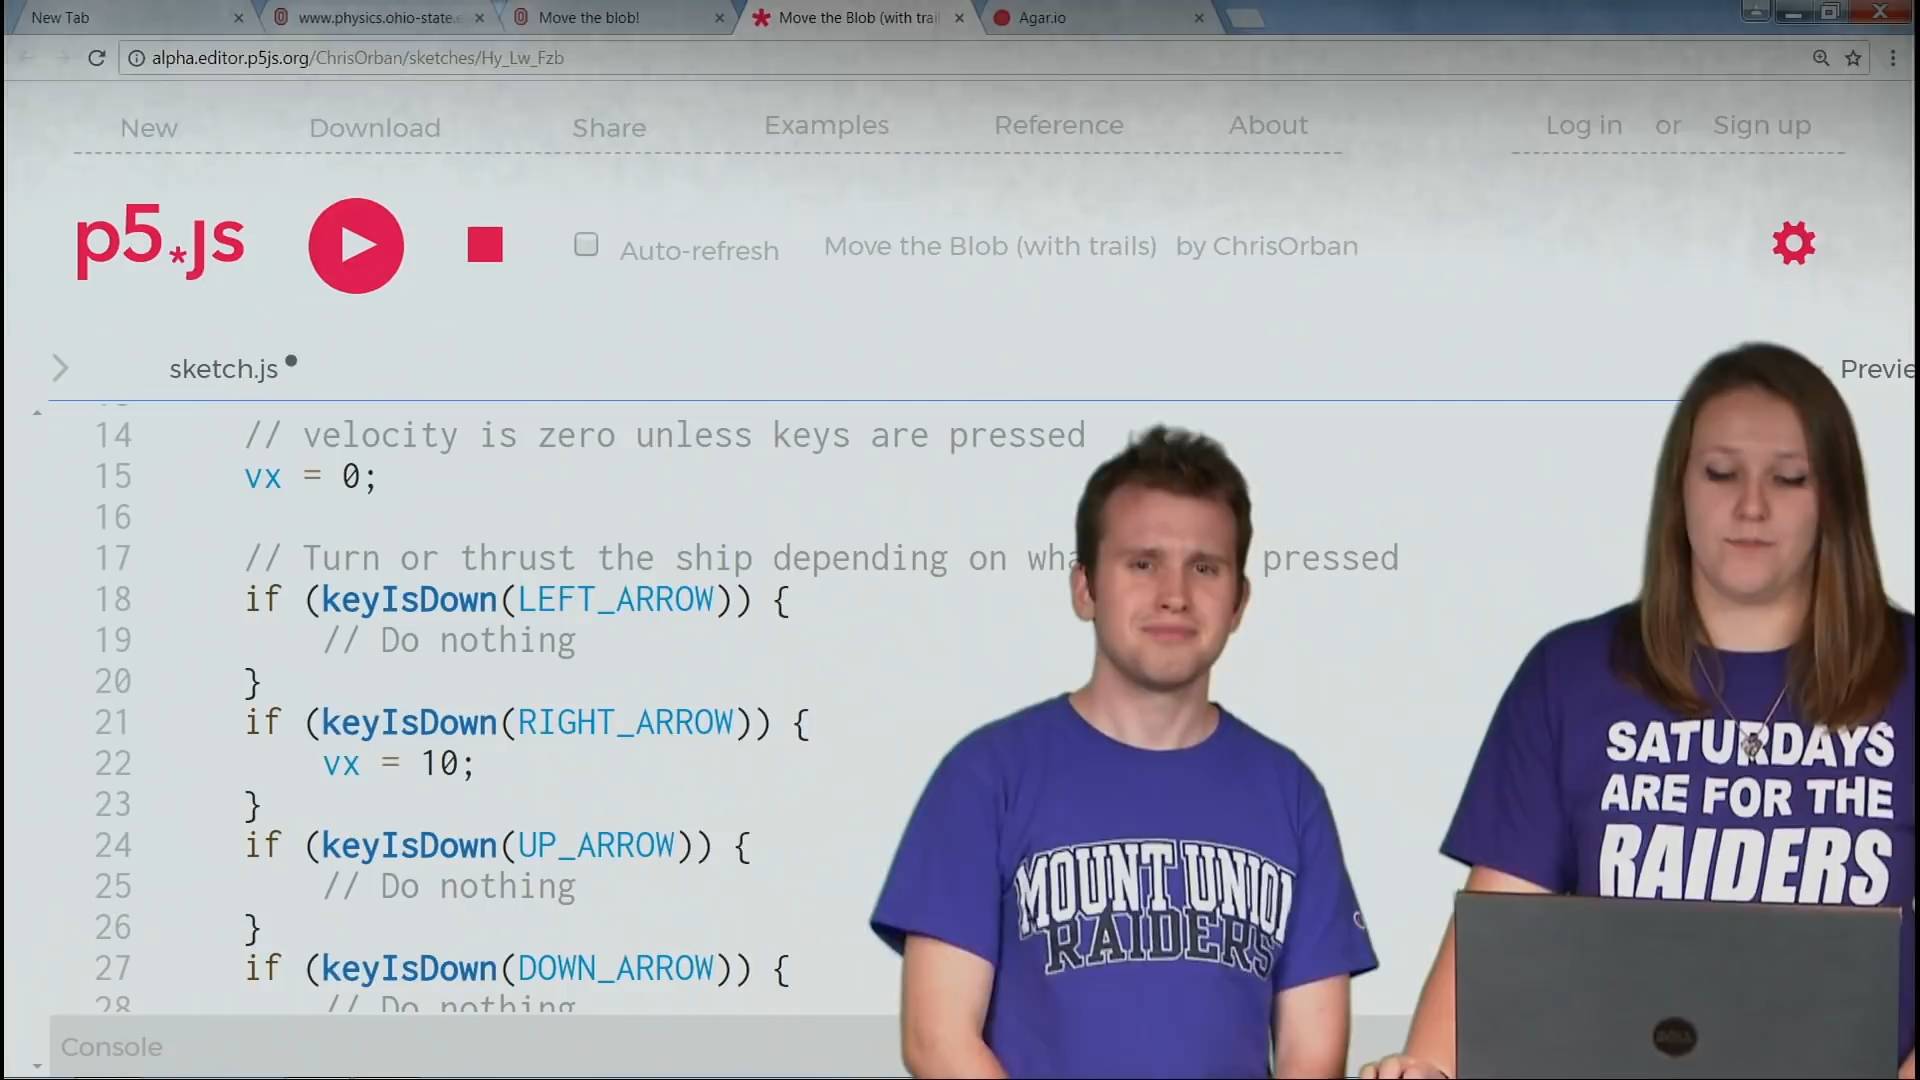 New Tab
www.physics.ohio-state.e
Move the blob!
Move the Blob (with trai
Agar.io
alpha.editor.p5js.org/ChrisOrban/sketches/Hy_Lw_Fzb
New Download Share Examples Reference About Log in or Sign up
p5*js
Auto-refresh
Move the Blob (with trails) by ChrisOrban
sketch.js
Previe
14 // velocity is zero unless keys are pressed
15 vx = 0;
16
17 // Turn or thrust the ship depending on wha pressed
18 if (keyIsDown(LEFT_ARROW)) {
19 // Do nothing
20 }
21 if (keyIsDown(RIGHT_ARROW)) {
22 vx = 10;
23 }
24 if (keyIsDown(UP_ARROW)) {
25 // Do nothing
26 }
27 if (keyIsDown(DOWN_ARROW)) {
28 // Do nothing
Console
MOUNT UNION
RAIDERS
SATURDAYS
ARE FOR THE
RAIDERS
DELL